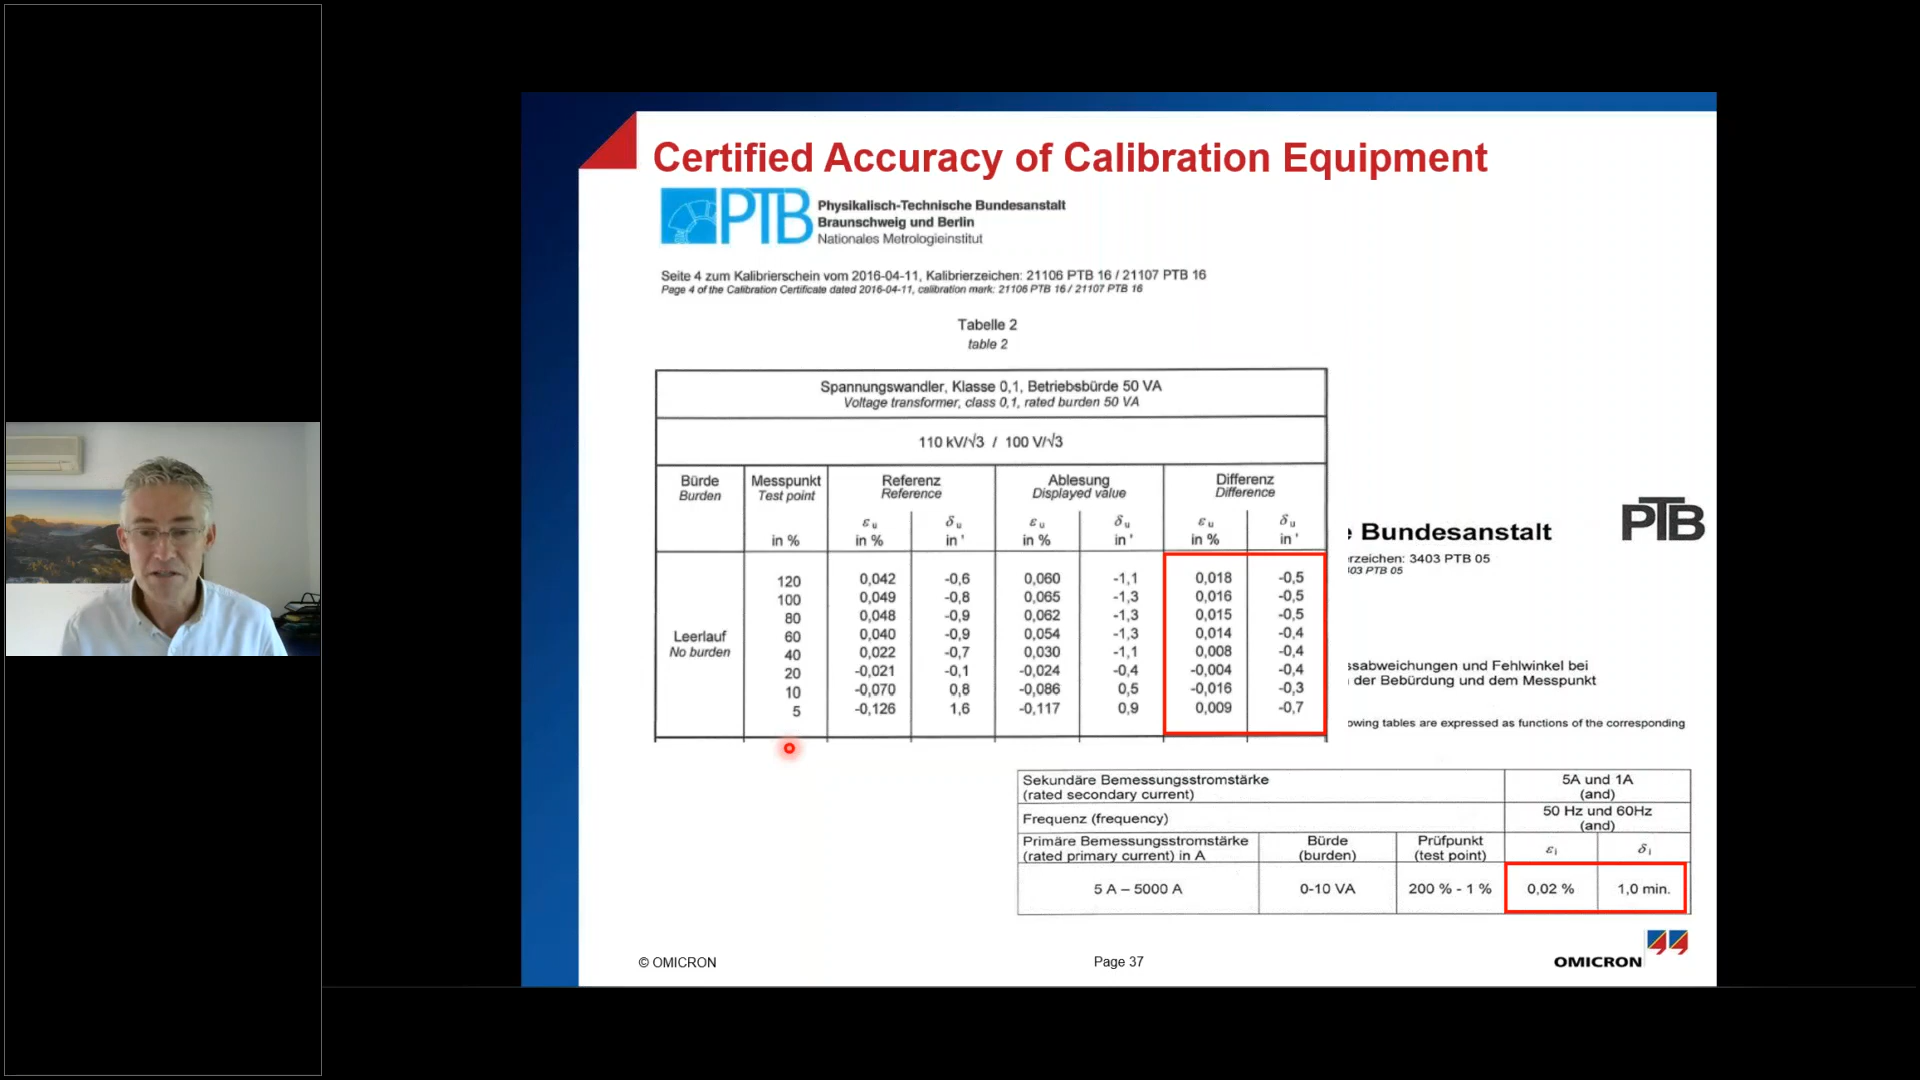 Certified Accuracy of Calibration Equipment
PTB
Physikalisch-Technische Bundesanstalt
Braunschweig und Berlin
Nationales Metrologieinstitut
Seite 4 zum Kalibrierschein vom 2016-04-11, Kalibrierzeichen: 21106 PTB 16 / 21107 PTB 16
Page 4 of the Calibration Certificate dated 2016-04-11, calibration mark: 21106 PTB 16 / 21107 PTB 16
Tabelle 2
table 2
Spannungswandler, Klasse 0,1, Betriebsbürde 50 VA
Voltage transformer, class 0,1, rated burden 50 VA
110 kV/√3 / 100 V/√3
Bürde Messpunkt Referenz Ablesung Differenz
Burden Test point Reference Displayed value Difference
εu δu εu δu εu δu
in % in % in ' in % in ' in % in '
120 0,042 -0,6 0,060 -1,1 0,018 -0,5
100 0,049 -0,8 0,065 -1,3 0,016 -0,5
80 0,048 -0,9 0,062 -1,3 0,015 -0,5
60 0,040 -0,9 0,054 -1,3 0,014 -0,4
Leerlauf
No burden
40 0,022 -0,7 0,030 -1,1 0,008 -0,4
20 -0,021 -0,1 -0,024 -0,4 -0,004 -0,4
10 -0,070 0,8 -0,086 0,5 -0,016 -0,3
5 -0,126 1,6 -0,117 0,9 0,009 -0,7
Bundesanstalt
PTB
rzeichen: 3403 PTB 05
403 PTB 05
ssabweichungen und Fehlwinkel bei
der Bebürdung und dem Messpunkt
owing tables are expressed as functions of the corresponding
Sekundäre Bemessungsstromstärke 5A und 1A
(rated secondary current) (and)
Frequenz (frequency) 50 Hz und 60Hz
(and)
Primäre Bemessungsstromstärke Bürde Prüfpunkt εi δi
(rated primary current) in A (burden) (test point)
5 A – 5000 A 0-10 VA 200 % - 1 % 0,02 % 1,0 min.
© OMICRON
Page 37
OMICRON